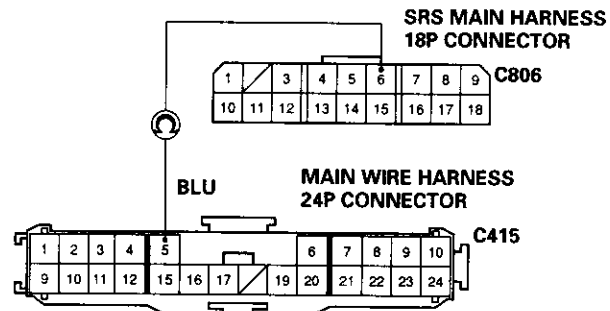 SRS MAIN HARNESS
18P CONNECTOR
C806
1 3 4 5 6 7 8 9
10 11 12 13 14 15 16 17 18
Ω
BLU
MAIN WIRE HARNESS
24P CONNECTOR
C415
1 2 3 4 5 6 7 8 9 10
9 10 11 12 15 16 17 19 20 21 22 23 24